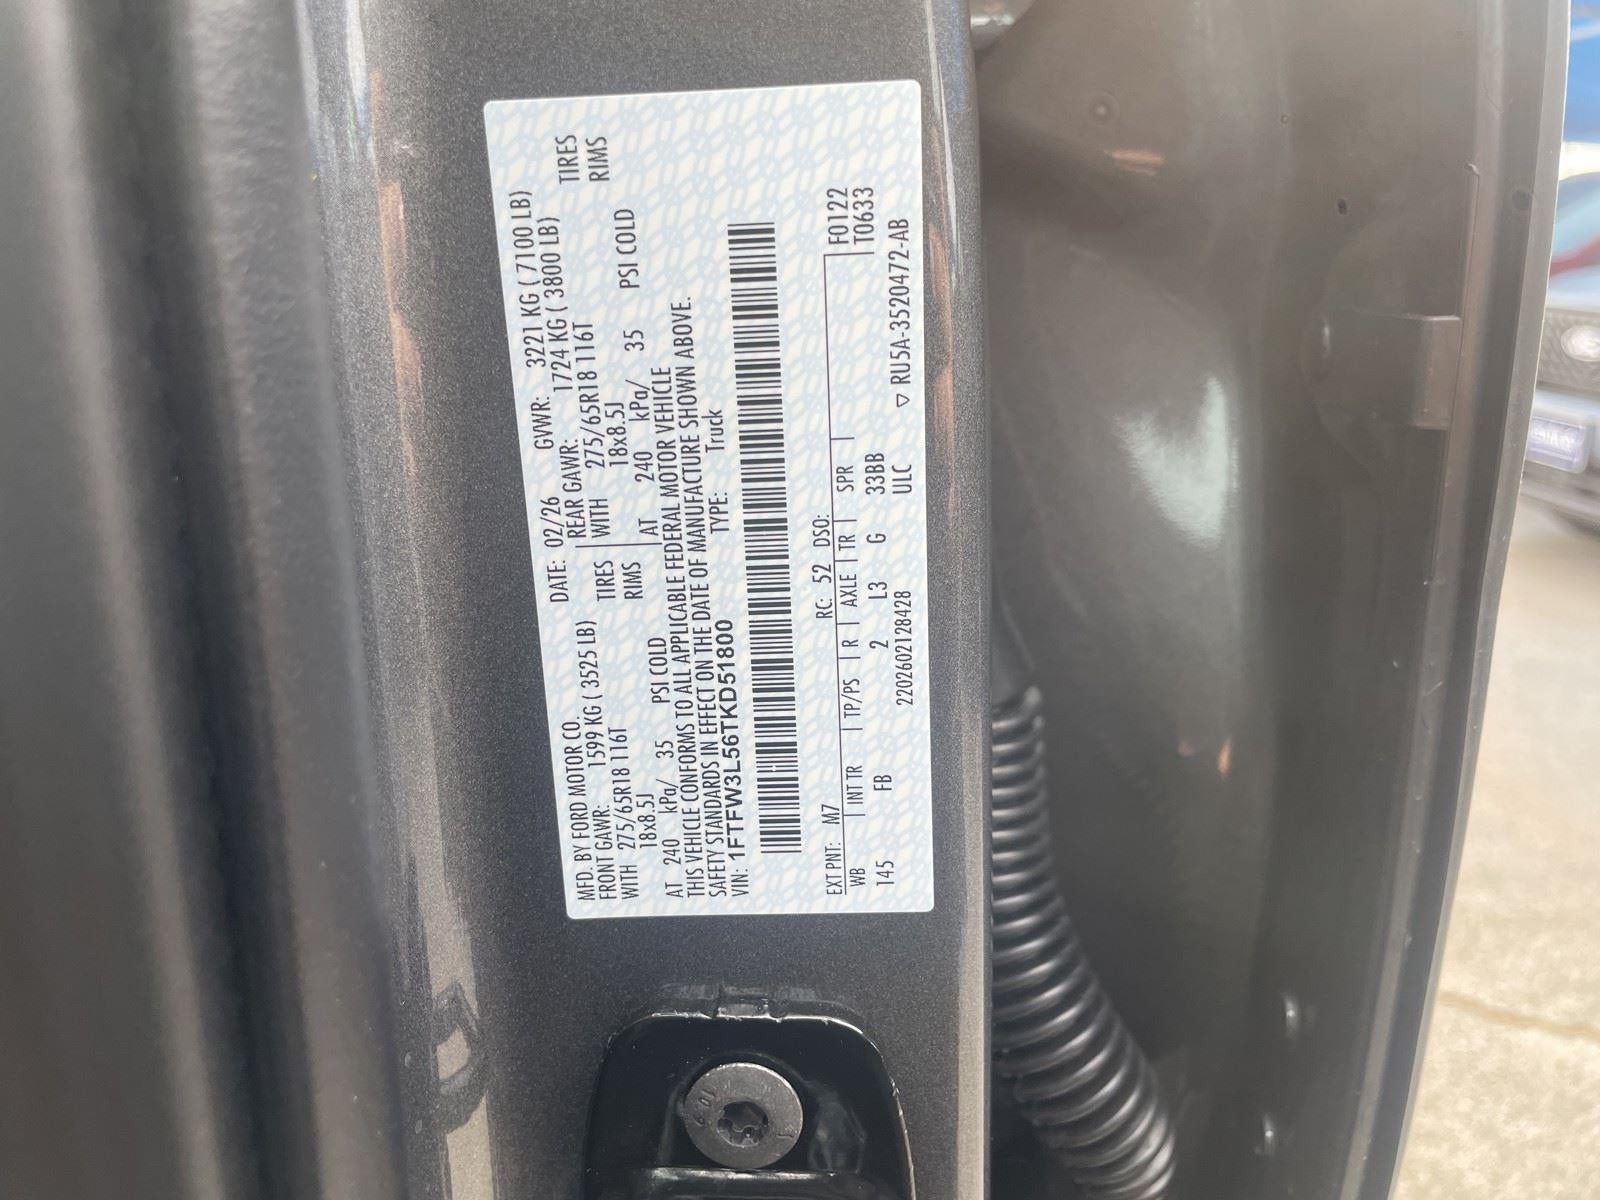 MFD. BY FORD MOTOR CO. DATE: 02/26 GVWR: 3221 KG ( 7100 LB)
FRONT GAWR: 1599 KG ( 3525 LB) REAR GAWR: 1724 KG ( 3800 LB)
WITH 275/65R18 116T TIRES WITH 275/65R18 116T TIRES
18x8.5J RIMS 18x8.5J RIMS
AT 240 kPa/ 35 PSI COLD AT 240 kPa/ 35 PSI COLD
THIS VEHICLE CONFORMS TO ALL APPLICABLE FEDERAL MOTOR VEHICLE
SAFETY STANDARDS IN EFFECT ON THE DATE OF MANUFACTURE SHOWN ABOVE.
VIN: 1FTFW3L56TKD51800 TYPE: Truck
EXT PNT: M7 RC: 52 DSO: F0122
WB INT TR TP/PS R AXLE TR SPR T0633
145 FB 2 L3 G 33BB
2202602128428 ULC ▽ RU5A-3520472-AB